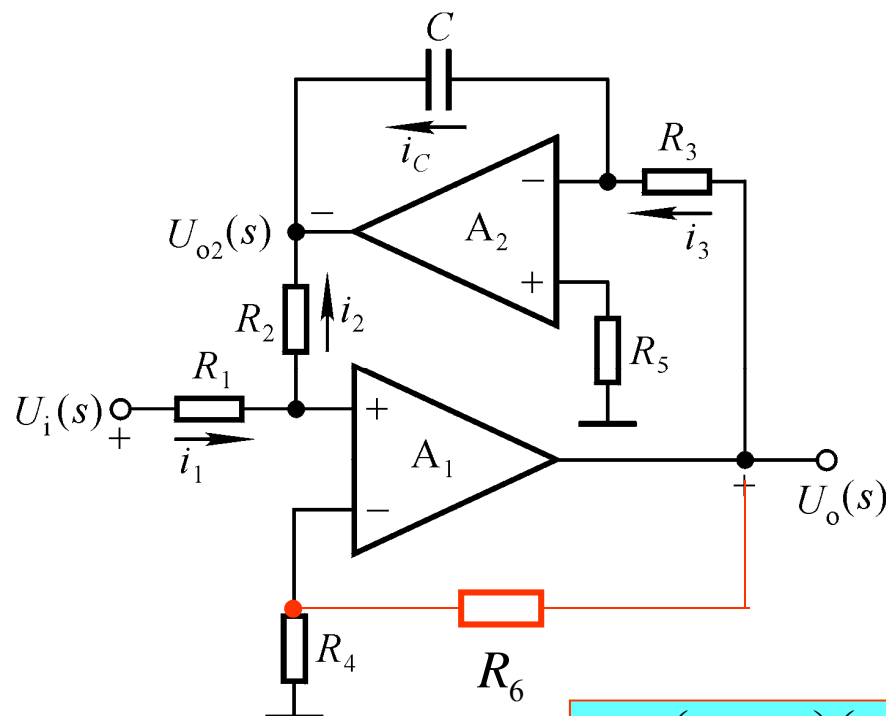 C
i_C
R_3
−
A_2
i_3
−
U_o2(s)
+
R_2
i_2
R_5
R_1
U_i(s)
+
+
i_1
A_1
+
U_o(s)
−
R_4
R_6